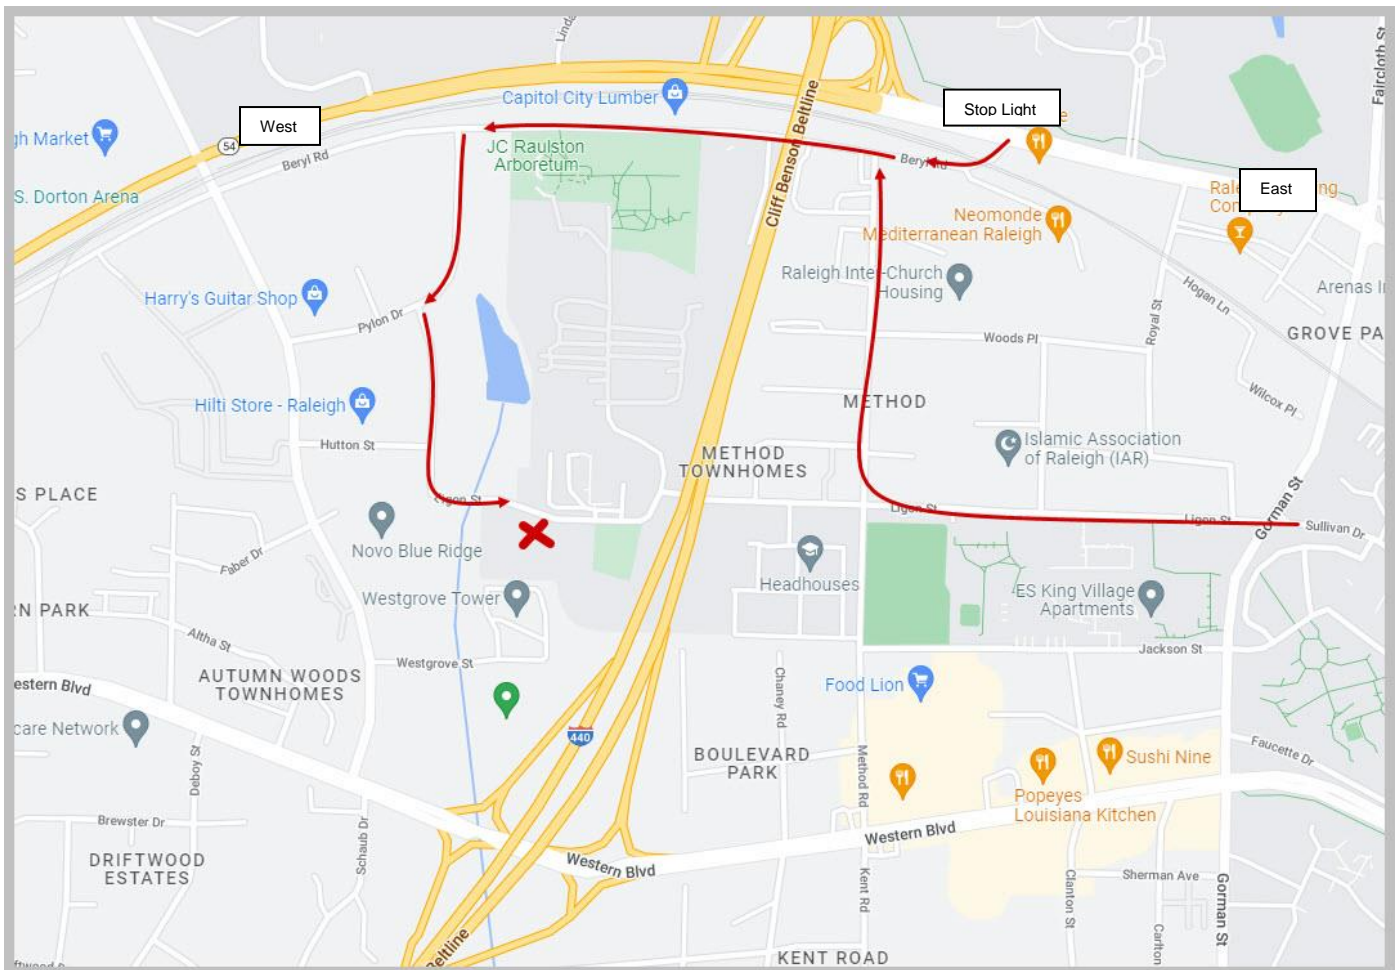 Linda
Faircloth St
Capitol City Lumber
Stop Light
e
West
54
gh Market
Beryl Rd
JC Raulston
Arboretum
Cliff Benson Beltline
Beryl Rd
S. Dorton Arena
East
Neomonde
Mediterranean Raleigh
Raleigh Inter-Church
Housing
Arenas I
Hogan Ln
Harry's Guitar Shop
Pylon Dr
Royal St
Woods Pl
GROVE PA
Wilcox Pl
Hilti Store - Raleigh
METHOD
Hutton St
METHOD
TOWNHOMES
Islamic Association
of Raleigh (IAR)
S PLACE
Ligon St
Ligon St
Ligon St
Gorman St
Sullivan Dr
Novo Blue Ridge
Faber Dr
Headhouses
Westgrove Tower
ES King Village
Apartments
RN PARK
Altha St
Westgrove St
Jackson St
AUTUMN WOODS
TOWNHOMES
estern Blvd
Food Lion
Chaney Rd
care Network
440
BOULEVARD
PARK
Method Rd
Sushi Nine
Faucette Dr
Deboy St
Popeyes
Louisiana Kitchen
Brewster Dr
Schaub Dr
Western Blvd
Western Blvd
DRIFTWOOD
ESTATES
Kent Rd
Clanton St
Sherman Ave
Gorman St
Carlton
Beltline
KENT ROAD